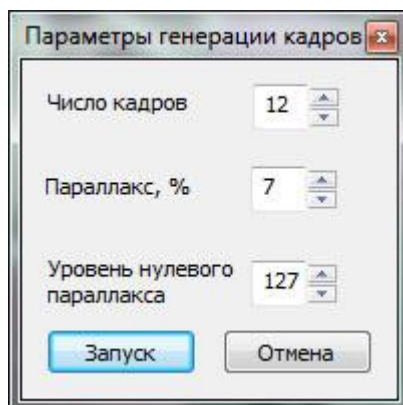 Параметры генерации кадров
Число кадров 12
Параллакс, % 7
Уровень нулевого
параллакса 127
Запуск Отмена